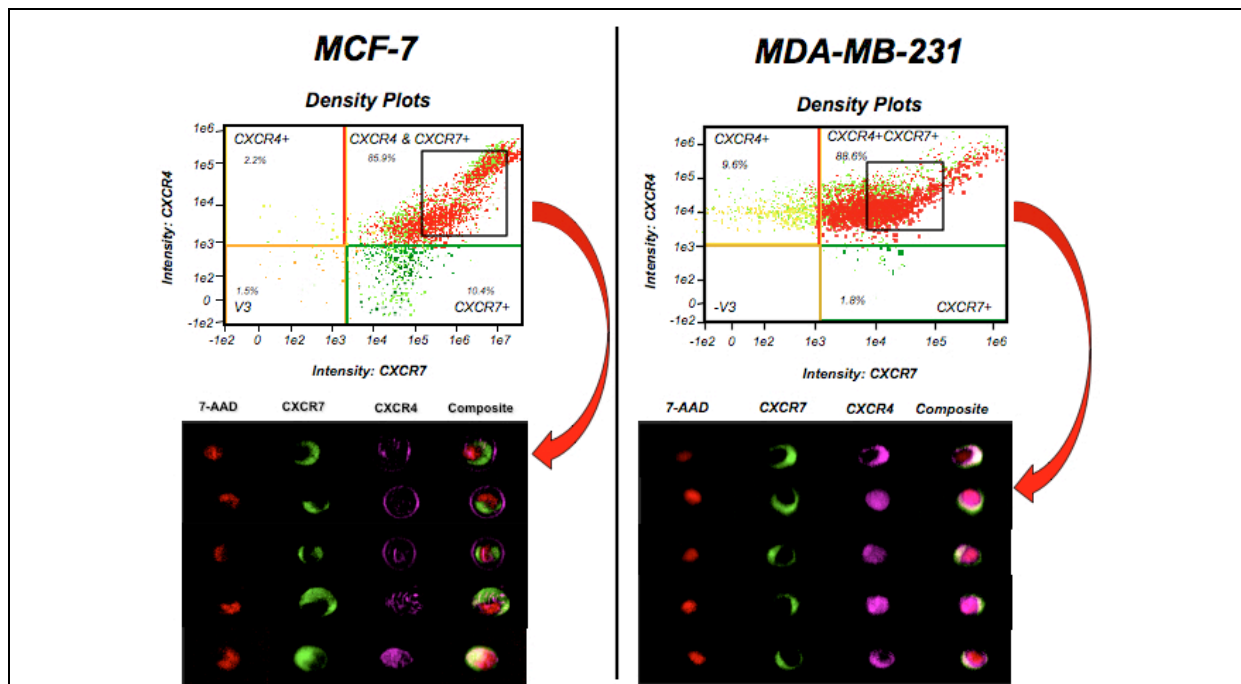 MCF-7
Density Plots
CXCR4+
CXCR4 & CXCR7+
2.2%
85.9%
1.5%
V3
10.4%
CXCR7+
1e6
1e5
1e4
1e3
1e2
0
-1e2
Intensity: CXCR4
-1e2 0 1e2 1e3 1e4 1e5 1e6 1e7
Intensity: CXCR7
7-AAD CXCR7 CXCR4 Composite
MDA-MB-231
Density Plots
CXCR4+
CXCR4+CXCR7+
9.6%
88.6%
-V3
1.8%
CXCR7+
1e6
1e5
1e4
1e3
1e2
0
-1e2
Intensity: CXCR4
-1e2 0 1e2 1e3 1e4 1e5 1e6
Intensity: CXCR7
7-AAD CXCR7 CXCR4 Composite